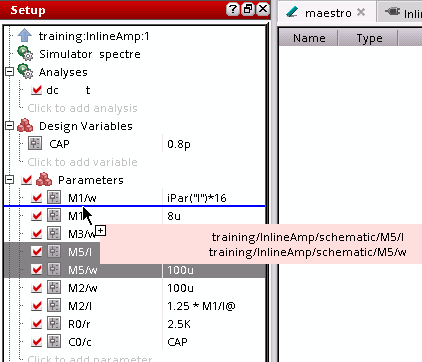 Setup
training:InlineAmp:1
Simulator spectre
Analyses
dc t
Click to add analysis
Design Variables
CAP 0.8p
Click to add variable
Parameters
M1/w iPar("l")*16
M1 8u
M3/w
M5/l
M5/w 100u
M2/w 100u
M2/l 1.25 * M1/l@
R0/r 2.5K
C0/c CAP
Click to add parameter
training/InlineAmp/schematic/M5/l
training/InlineAmp/schematic/M5/w
maestro
Inline
Name Type